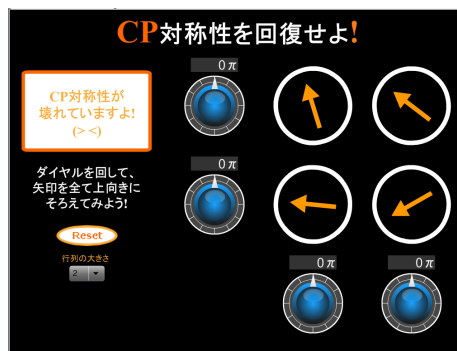 CP対称性を回復せよ!
0 π
CP対称性が
壊れていますよ!
(> <)
0 π
ダイヤルを回して、
矢印を全て上向きに
そろえてみよう!
Reset
行列の大きさ
2
0 π
0 π